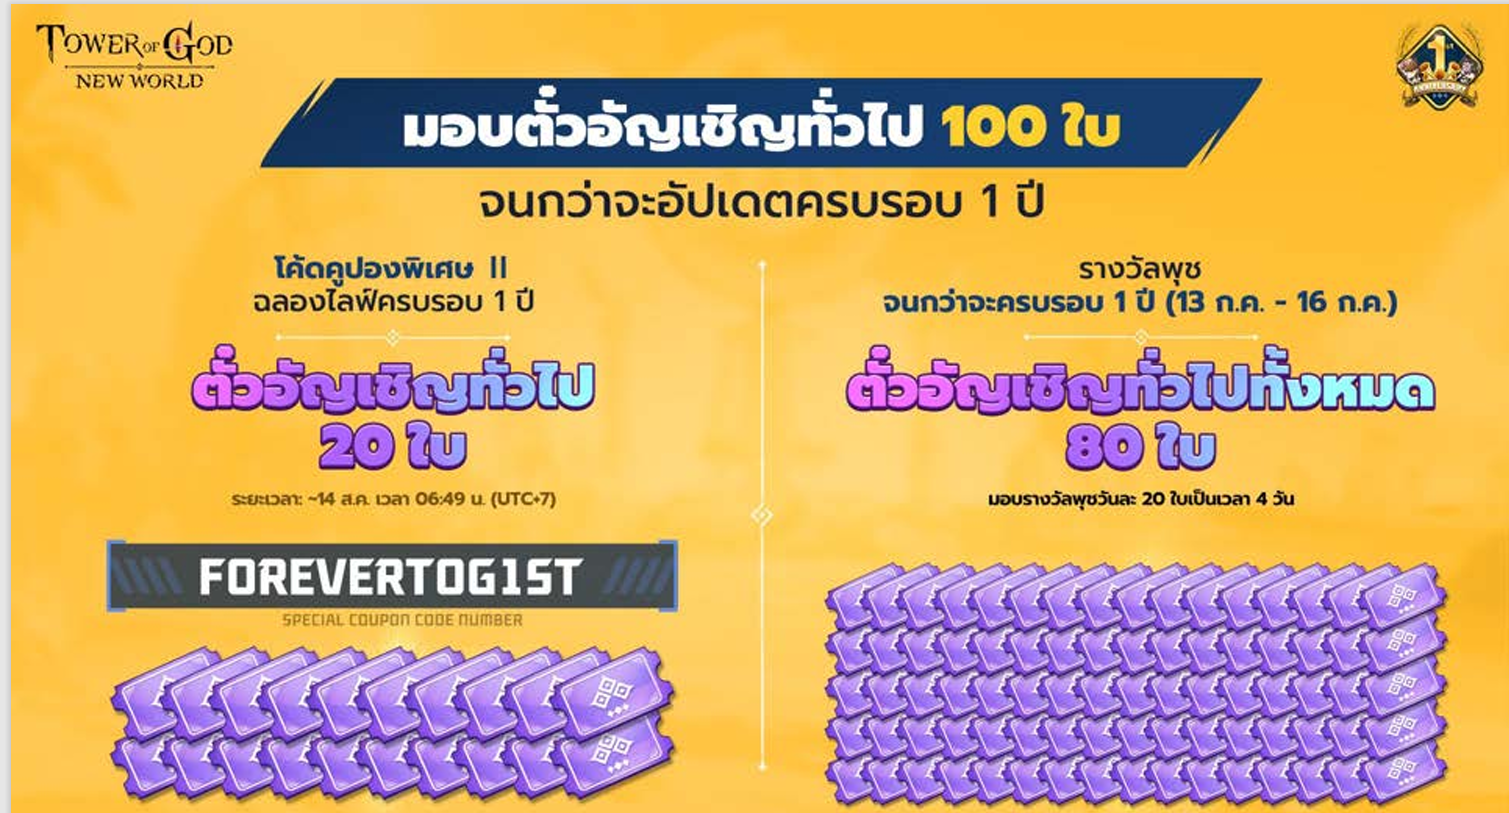 TOWER OF GOD
NEW WORLD
1ST
ANNIVERSARY
มอบตั๋วอัญเชิญทั่วไป 100 ใบ
จนกว่าจะอัปเดตครบรอบ 1 ปี
โค้ดคูปองพิเศษ II
ฉลองไลฟ์ครบรอบ 1 ปี
ตั๋วอัญเชิญทั่วไป
20 ใบ
ระยะเวลา: ~14 ส.ค. เวลา 06:49 น. (UTC+7)
FOREVERTOG1ST
SPECIAL COUPON CODE NUMBER
รางวัลพุช
จนกว่าจะครบรอบ 1 ปี (13 ก.ค. - 16 ก.ค.)
ตั๋วอัญเชิญทั่วไปทั้งหมด
80 ใบ
มอบรางวัลพุชวันละ 20 ใบเป็นเวลา 4 วัน